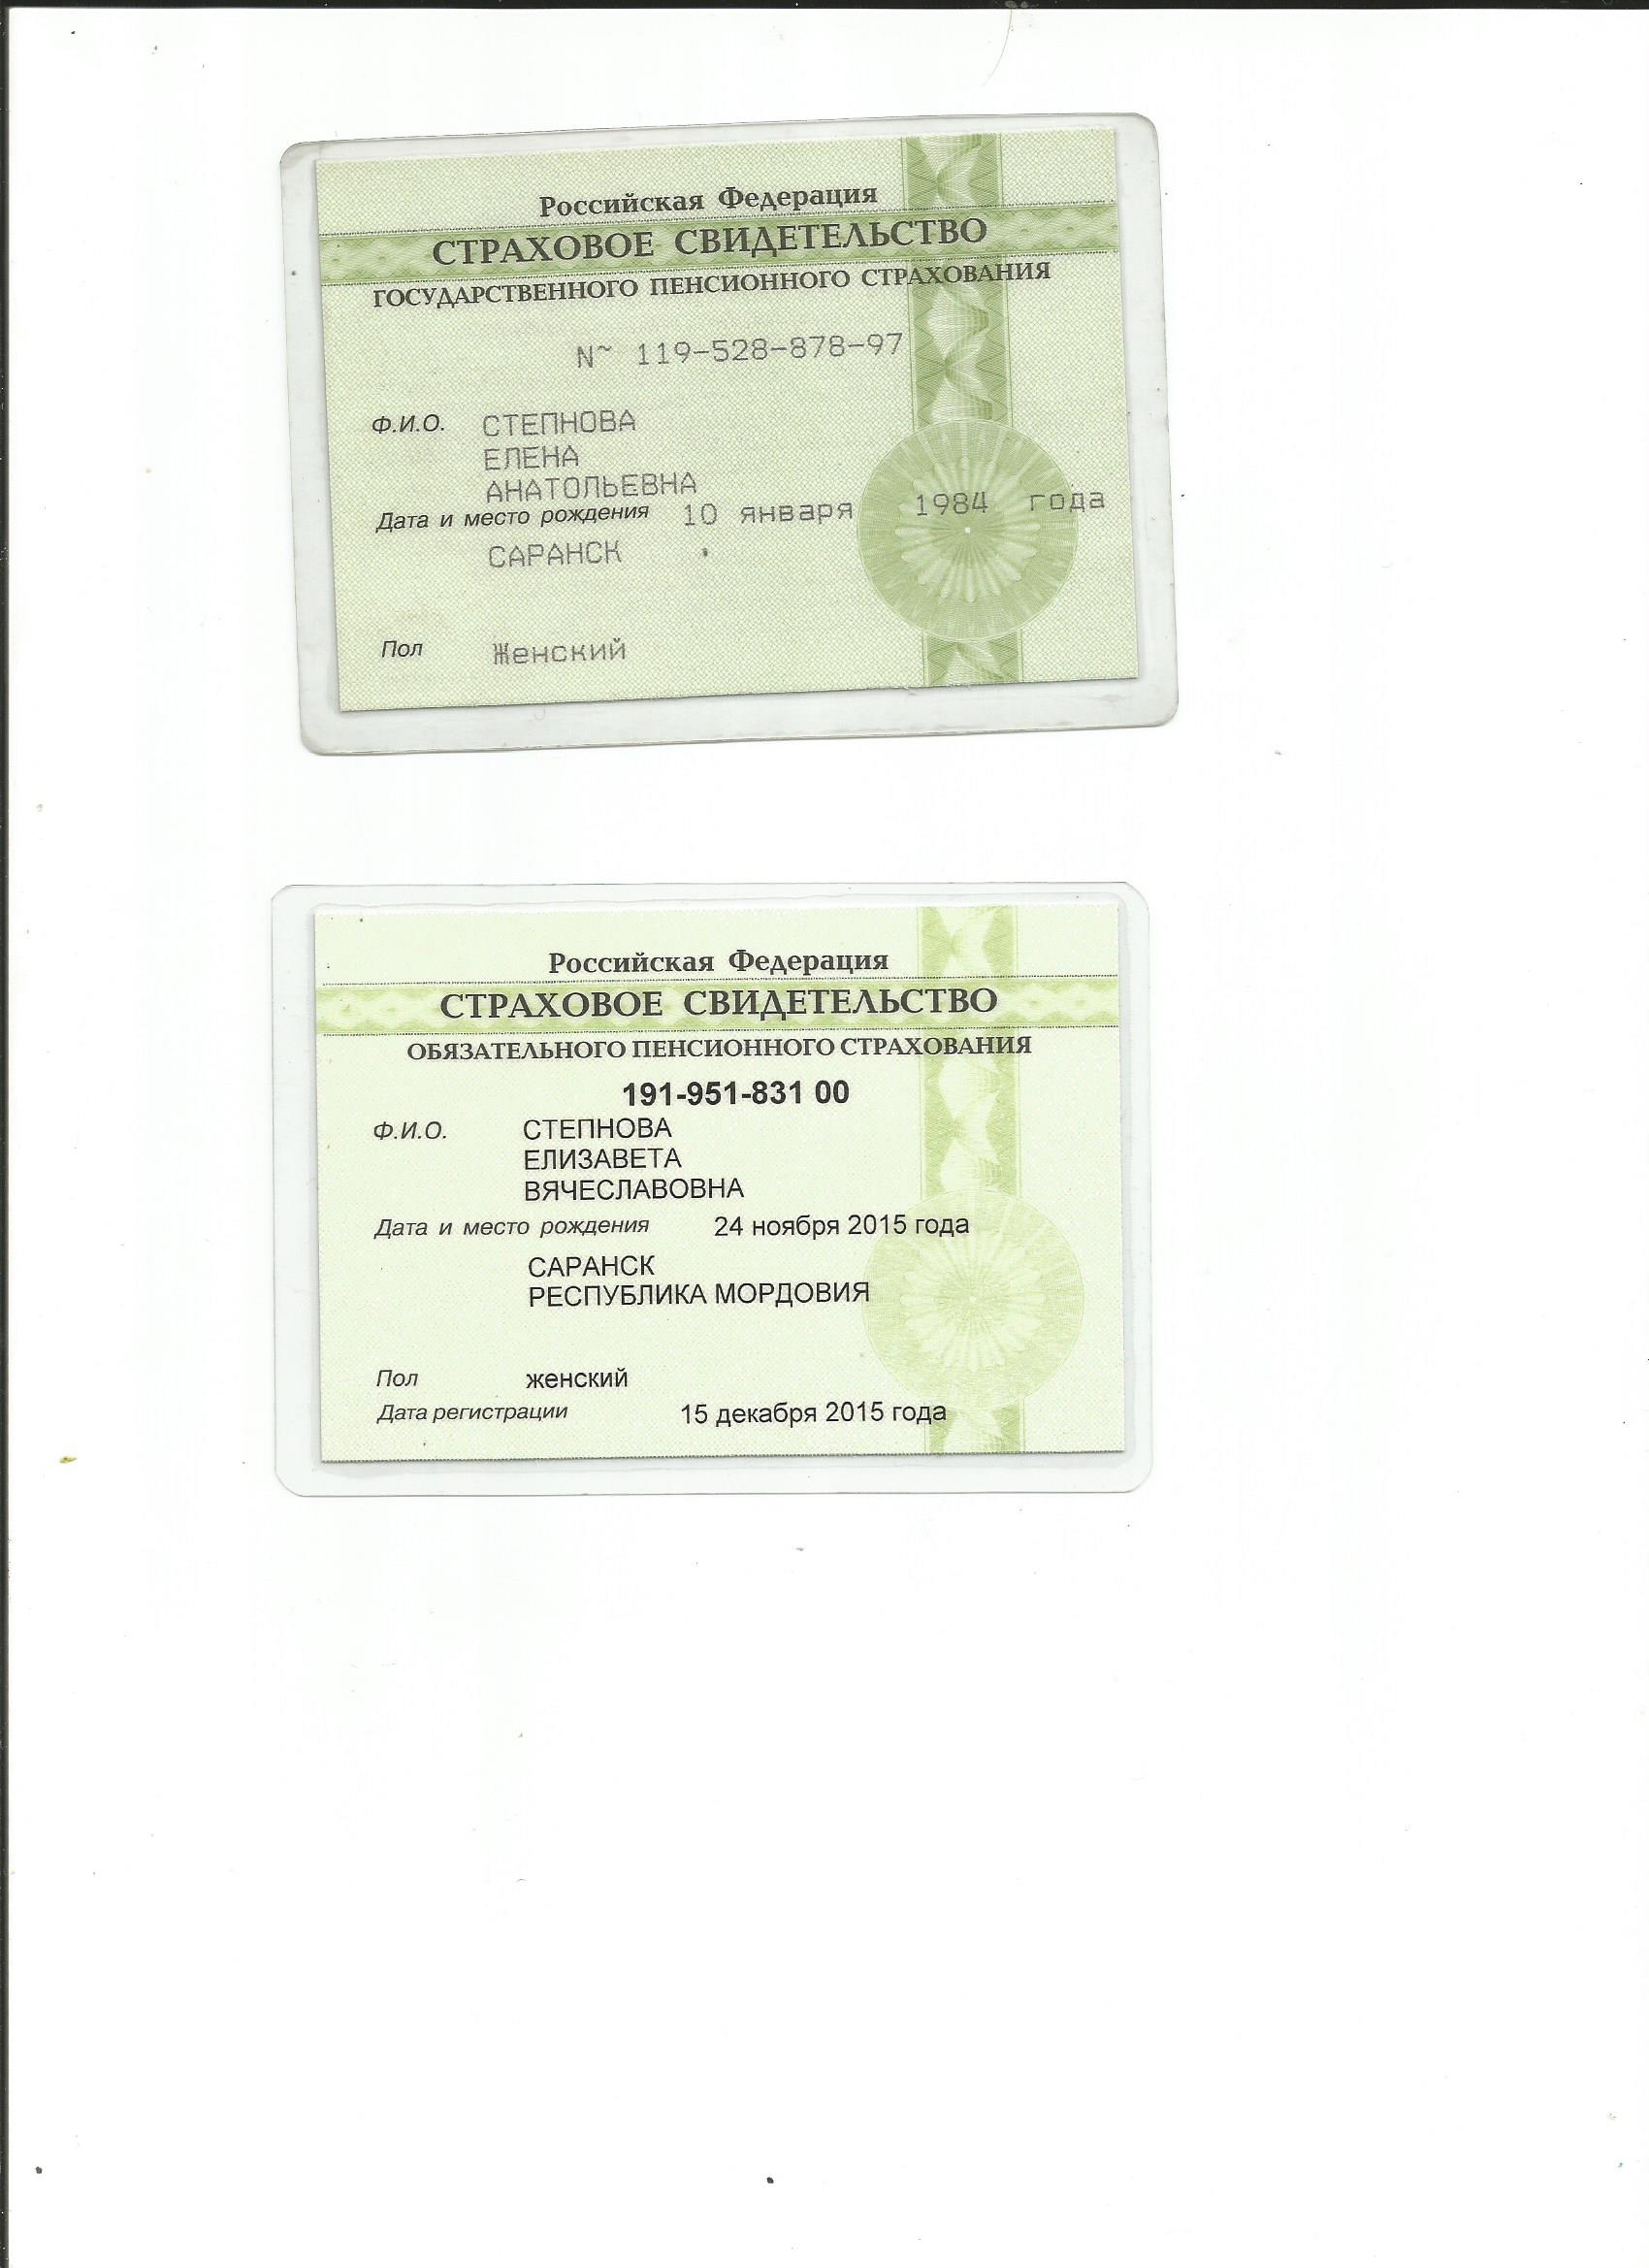 Российская Федерация
СТРАХОВОЕ СВИДЕТЕЛЬСТВО
ГОСУДАРСТВЕННОГО ПЕНСИОННОГО СТРАХОВАНИЯ
N~ 119-528-878-97
Ф.И.О. СТЕПНОВА
ЕЛЕНА
АНАТОЛЬЕВНА
Дата и место рождения 10 января 1984 года
САРАНСК
Пол Женский
Российская Федерация
СТРАХОВОЕ СВИДЕТЕЛЬСТВО
ОБЯЗАТЕЛЬНОГО ПЕНСИОННОГО СТРАХОВАНИЯ
191-951-831 00
Ф.И.О. СТЕПНОВА
ЕЛИЗАВЕТА
ВЯЧЕСЛАВОВНА
Дата и место рождения 24 ноября 2015 года
САРАНСК
РЕСПУБЛИКА МОРДОВИЯ
Пол женский
Дата регистрации 15 декабря 2015 года